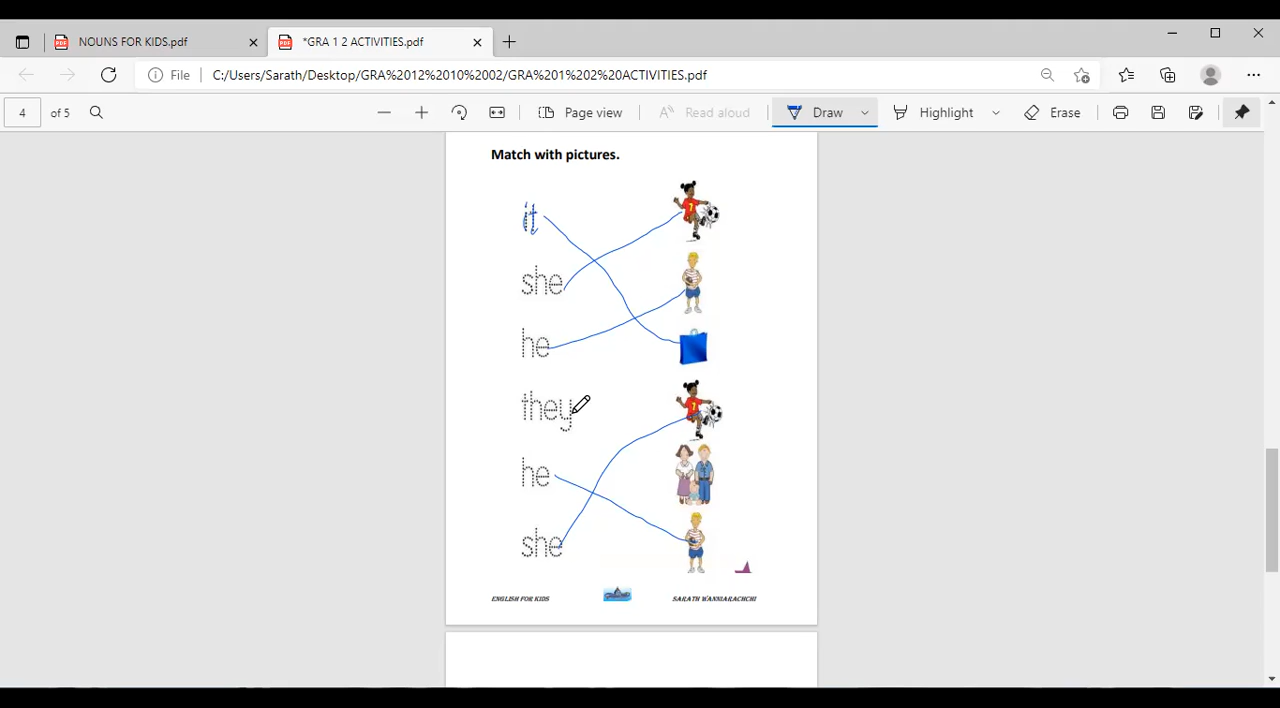 NOUNS FOR KIDS.pdf
*GRA 1 2 ACTIVITIES.pdf
File
C:/Users/Sarath/Desktop/GRA%2012%2010%2002/GRA%201%202%20ACTIVITIES.pdf
4 of 5
Page view
Read aloud
Draw
Highlight
Erase
Match with pictures.
it
she
he
they
he
she
ENGLISH FOR KIDS
SARATH WANNIARACHCHI